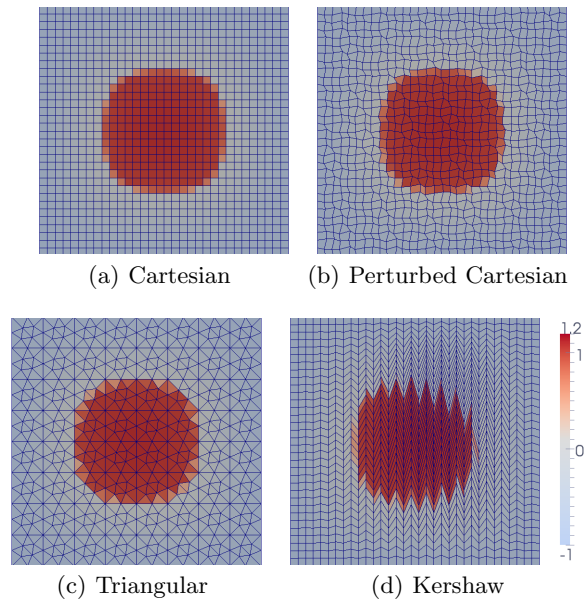 (a) Cartesian
(b) Perturbed Cartesian
1.2
1
0
-1
(c) Triangular
(d) Kershaw